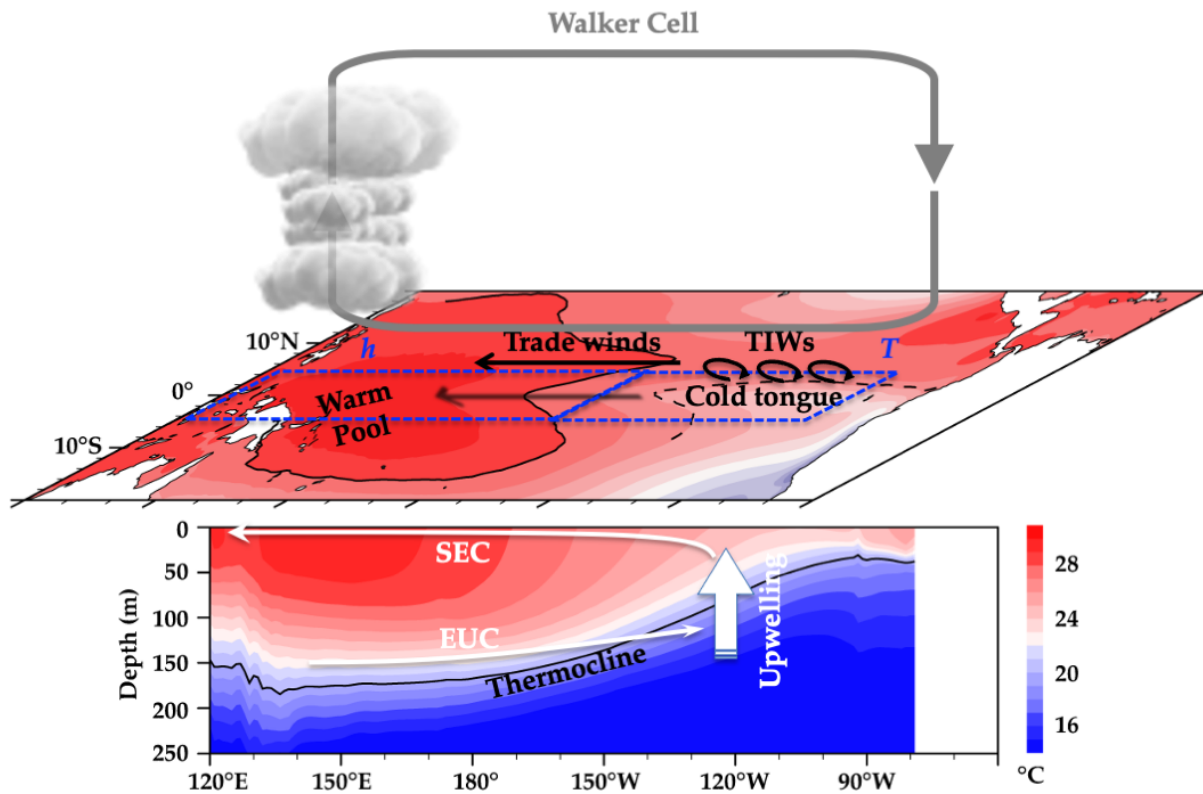 Walker Cell
10°N
h
Trade winds
TIWs
T
0°
Warm
Pool
Cold tongue
10°S
0
50
100
150
200
250
Depth (m)
SEC
EUC
Thermocline
Upwelling
28
24
20
16
°C
120°E
150°E
180°
150°W
120°W
90°W